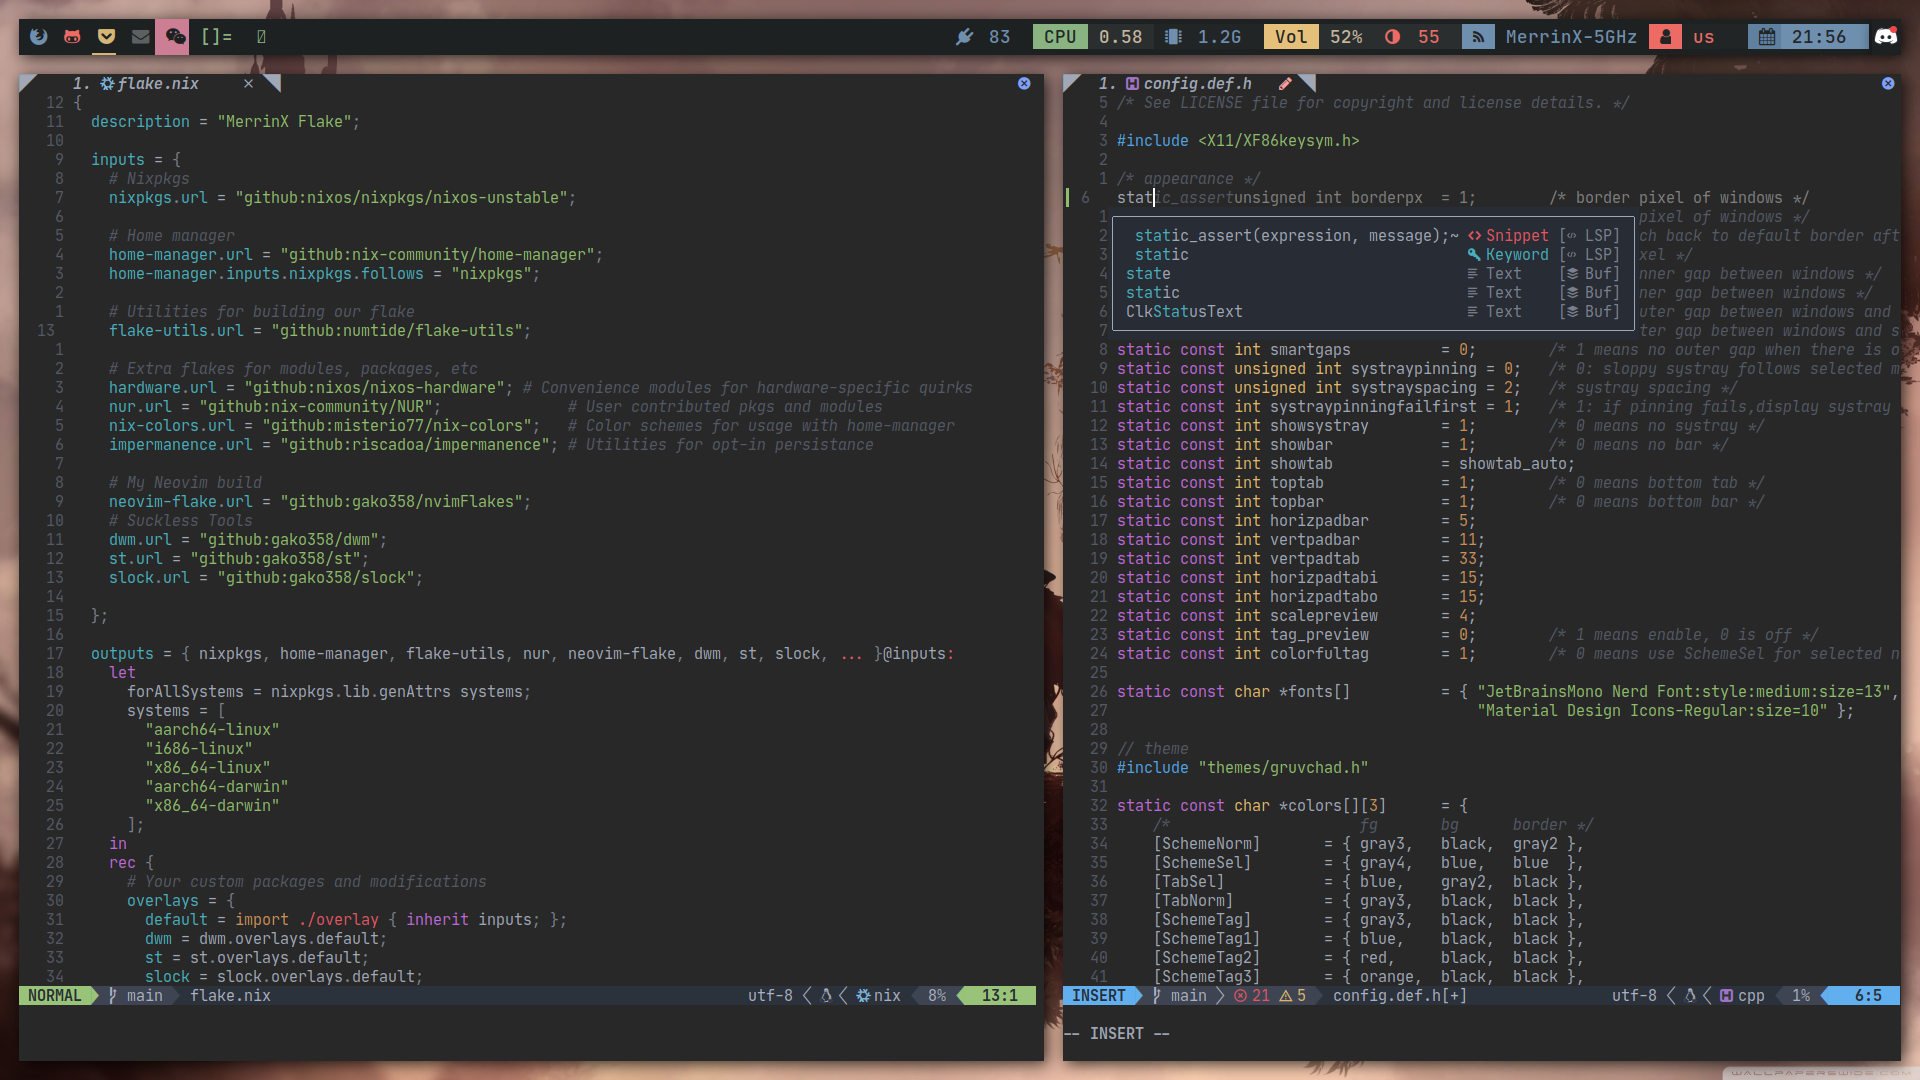 []= 83 CPU 0.58 1.2G Vol 52% 55 MerrinX-5GHz us 21:56
1. flake.nix ×
12 {
11 description = "MerrinX Flake";
10
9 inputs = {
8 # Nixpkgs
7 nixpkgs.url = "github:nixos/nixpkgs/nixos-unstable";
6
5 # Home manager
4 home-manager.url = "github:nix-community/home-manager";
3 home-manager.inputs.nixpkgs.follows = "nixpkgs";
2
1 # Utilities for building our flake
13 flake-utils.url = "github:numtide/flake-utils";
1
2 # Extra flakes for modules, packages, etc
3 hardware.url = "github:nixos/nixos-hardware"; # Convenience modules for hardware-specific quirks
4 nur.url = "github:nix-community/NUR"; # User contributed pkgs and modules
5 nix-colors.url = "github:misterio77/nix-colors"; # Color schemes for usage with home-manager
6 impermanence.url = "github:riscadoa/impermanence"; # Utilities for opt-in persistance
7
8 # My Neovim build
9 neovim-flake.url = "github:gako358/nvimFlakes";
10 # Suckless Tools
11 dwm.url = "github:gako358/dwm";
12 st.url = "github:gako358/st";
13 slock.url = "github:gako358/slock";
14
15 };
16
17 outputs = { nixpkgs, home-manager, flake-utils, nur, neovim-flake, dwm, st, slock, ... }@inputs:
18 let
19 forAllSystems = nixpkgs.lib.genAttrs systems;
20 systems = [
21 "aarch64-linux"
22 "i686-linux"
23 "x86_64-linux"
24 "aarch64-darwin"
25 "x86_64-darwin"
26 ];
27 in
28 rec {
29 # Your custom packages and modifications
30 overlays = {
31 default = import ./overlay { inherit inputs; };
32 dwm = dwm.overlays.default;
33 st = st.overlays.default;
34 slock = slock.overlays.default;
NORMAL main flake.nix utf-8 nix 8% 13:1
1. config.def.h
5 /* See LICENSE file for copyright and license details. */
4
3 #include <X11/XF86keysym.h>
2
1 /* appearance */
6 static_assertunsigned int borderpx = 1; /* border pixel of windows */
1 pixel of windows */
2 static_assert(expression, message);~ Snippet [ LSP] ch back to default border aft
3 static Keyword [ LSP] xel */
4 state Text [ Buf] nner gap between windows */
5 static Text [ Buf] ner gap between windows */
6 ClkStatusText Text [ Buf] uter gap between windows and
7 ter gap between windows and s
8 static const int smartgaps = 0; /* 1 means no outer gap when there is o
9 static const unsigned int systraypinning = 0; /* 0: sloppy systray follows selected m
10 static const unsigned int systrayspacing = 2; /* systray spacing */
11 static const int systraypinningfailfirst = 1; /* 1: if pinning fails,display systray
12 static const int showsystray = 1; /* 0 means no systray */
13 static const int showbar = 1; /* 0 means no bar */
14 static const int showtab = showtab_auto;
15 static const int toptab = 1; /* 0 means bottom tab */
16 static const int topbar = 1; /* 0 means bottom bar */
17 static const int horizpadbar = 5;
18 static const int vertpadbar = 11;
19 static const int vertpadtab = 33;
20 static const int horizpadtabi = 15;
21 static const int horizpadtabo = 15;
22 static const int scalepreview = 4;
23 static const int tag_preview = 0; /* 1 means enable, 0 is off */
24 static const int colorfultag = 1; /* 0 means use SchemeSel for selected n
25
26 static const char *fonts[] = { "JetBrainsMono Nerd Font:style:medium:size=13",
27 "Material Design Icons-Regular:size=10" };
28
29 // theme
30 #include "themes/gruvchad.h"
31
32 static const char *colors[][3] = {
33 /* fg bg border */
34 [SchemeNorm] = { gray3, black, gray2 },
35 [SchemeSel] = { gray4, blue, blue },
36 [TabSel] = { blue, gray2, black },
37 [TabNorm] = { gray3, black, black },
38 [SchemeTag] = { gray3, black, black },
39 [SchemeTag1] = { blue, black, black },
40 [SchemeTag2] = { red, black, black },
41 [SchemeTag3] = { orange, black, black },
INSERT main 21 5 config.def.h[+] utf-8 cpp 1% 6:5
-- INSERT --